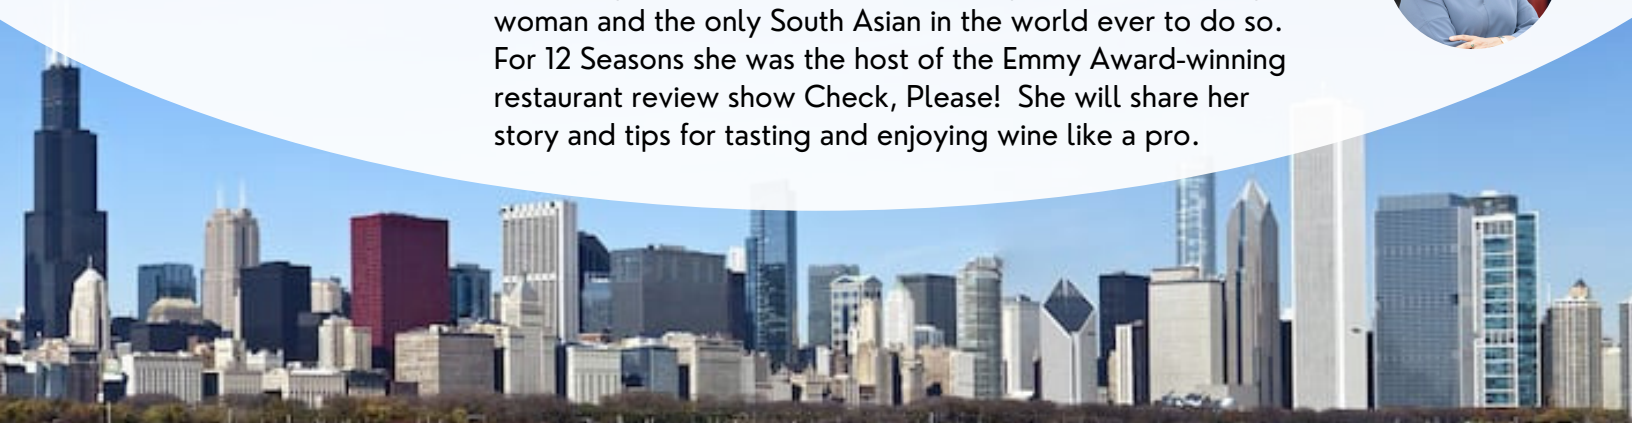 woman and the only South Asian in the world ever to do so.
For 12 Seasons she was the host of the Emmy Award-winning
restaurant review show Check, Please!  She will share her
story and tips for tasting and enjoying wine like a pro.